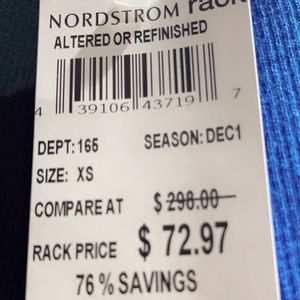 NORDSTROM rack
ALTERED OR REFINISHED
4 39106 43719 7
DEPT: 165 SEASON: DEC1
SIZE: XS
COMPARE AT $ 298.00
RACK PRICE $ 72.97
76 % SAVINGS